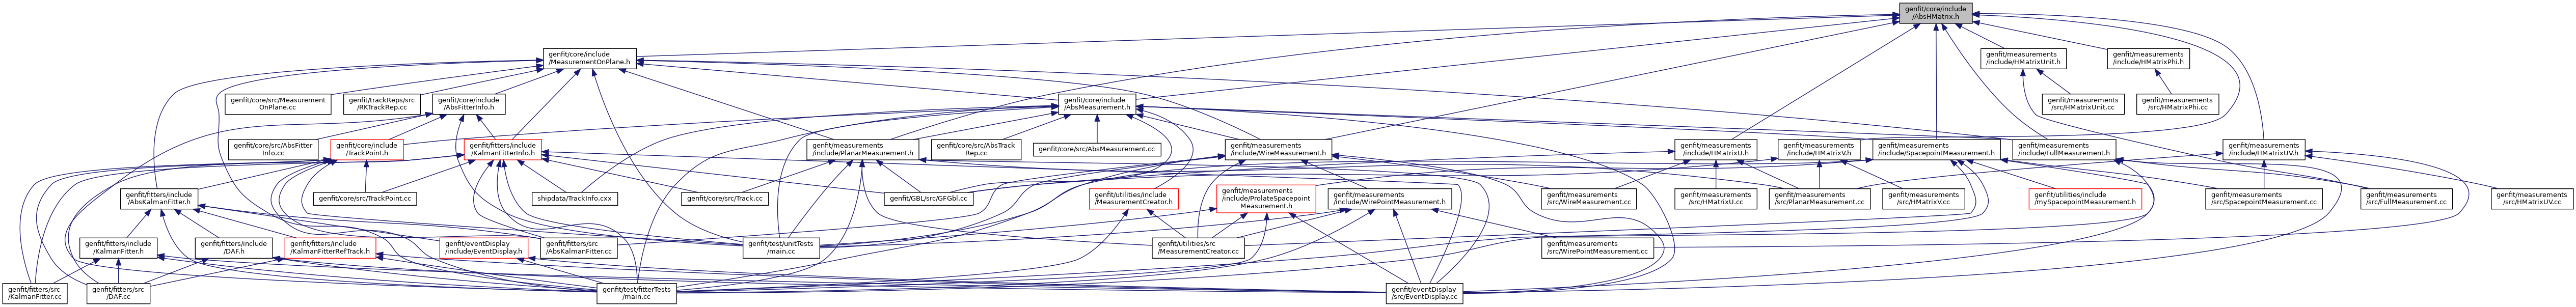 genfit/core/include
/AbsHMatrix.h
genfit/core/include
/MeasurementOnPlane.h
genfit/measurements
/include/HMatrixUnit.h
genfit/measurements
/include/HMatrixPhi.h
genfit/core/src/Measurement
OnPlane.cc
genfit/trackReps/src
/RKTrackRep.cc
genfit/core/include
/AbsFitterInfo.h
genfit/core/include
/AbsMeasurement.h
genfit/measurements
/src/HMatrixUnit.cc
genfit/measurements
/src/HMatrixPhi.cc
genfit/core/src/AbsFitter
Info.cc
genfit/core/include
/TrackPoint.h
genfit/fitters/include
/KalmanFitterInfo.h
genfit/measurements
/include/PlanarMeasurement.h
genfit/core/src/AbsTrack
Rep.cc
genfit/core/src/AbsMeasurement.cc
genfit/measurements
/include/WireMeasurement.h
genfit/measurements
/include/HMatrixU.h
genfit/measurements
/include/HMatrixV.h
genfit/measurements
/include/SpacepointMeasurement.h
genfit/measurements
/include/FullMeasurement.h
genfit/measurements
/include/HMatrixUV.h
genfit/fitters/include
/AbsKalmanFitter.h
genfit/core/src/TrackPoint.cc
shipdata/TrackInfo.cxx
genfit/core/src/Track.cc
genfit/GBL/src/GFGbl.cc
genfit/utilities/include
/MeasurementCreator.h
genfit/measurements
/include/ProlateSpacepoint
Measurement.h
genfit/measurements
/include/WirePointMeasurement.h
genfit/measurements
/src/WireMeasurement.cc
genfit/measurements
/src/HMatrixU.cc
genfit/measurements
/src/PlanarMeasurement.cc
genfit/measurements
/src/HMatrixV.cc
genfit/utilities/include
/mySpacepointMeasurement.h
genfit/measurements
/src/SpacepointMeasurement.cc
genfit/measurements
/src/FullMeasurement.cc
genfit/measurements
/src/HMatrixUV.cc
genfit/fitters/include
/KalmanFitter.h
genfit/fitters/include
/DAF.h
genfit/fitters/include
/KalmanFitterRefTrack.h
genfit/eventDisplay
/include/EventDisplay.h
genfit/fitters/src
/AbsKalmanFitter.cc
genfit/test/unitTests
/main.cc
genfit/utilities/src
/MeasurementCreator.cc
genfit/measurements
/src/WirePointMeasurement.cc
genfit/fitters/src
/KalmanFitter.cc
genfit/fitters/src
/DAF.cc
genfit/test/fitterTests
/main.cc
genfit/eventDisplay
/src/EventDisplay.cc